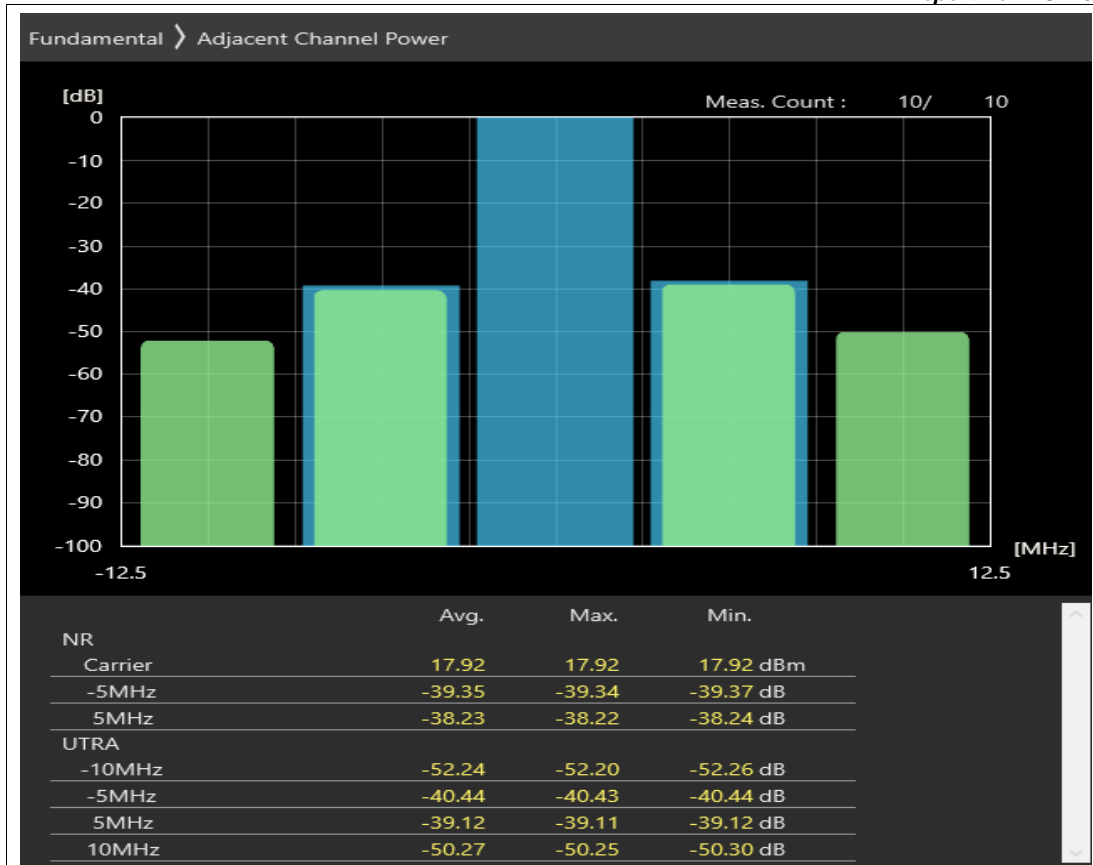 Fundamental ❯ Adjacent Channel Power
[dB]
Meas. Count : 10/ 10
0
-10
-20
-30
-40
-50
-60
-70
-80
-90
-100
[MHz]
-12.5 12.5
Avg. Max. Min.
NR
Carrier 17.92 17.92 17.92 dBm
-5MHz -39.35 -39.34 -39.37 dB
5MHz -38.23 -38.22 -38.24 dB
UTRA
-10MHz -52.24 -52.20 -52.26 dB
-5MHz -40.44 -40.43 -40.44 dB
5MHz -39.12 -39.11 -39.12 dB
10MHz -50.27 -50.25 -50.30 dB